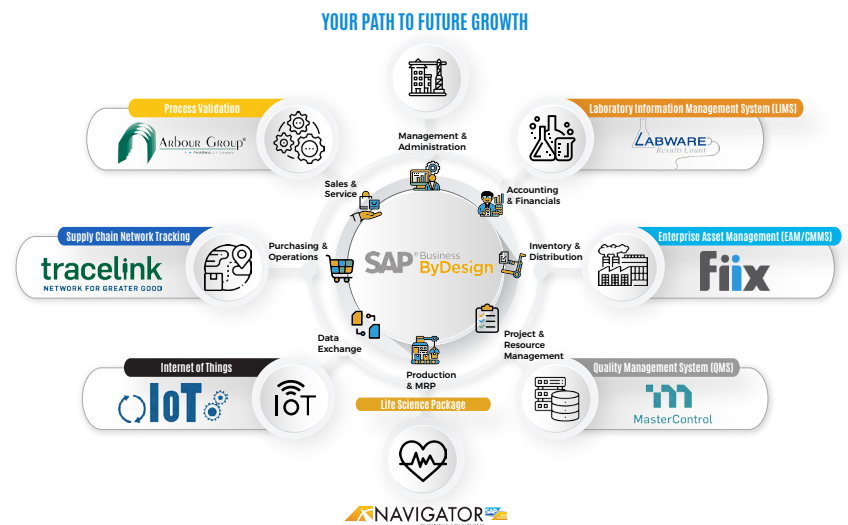 YOUR PATH TO FUTURE GROWTH
Process Validation
ARBOUR GROUP®
Laboratory Information Management System (LIMS)
LABWARE
Results Count
Management &
Administration
Sales &
Service
Accounting
& Financials
Supply Chain Network Tracking
tracelink
NETWORK FOR GREATER GOOD
Purchasing &
Operations
SAP® Business
ByDesign
Inventory &
Distribution
Enterprise Asset Management (EAM/CMMS)
fiix
Data
Exchange
Project &
Resource
Management
Production
& MRP
Internet of Things
IoT
IoT
Life Science Package
Quality Management System (QMS)
MasterControl
NAVIGATOR
SAP